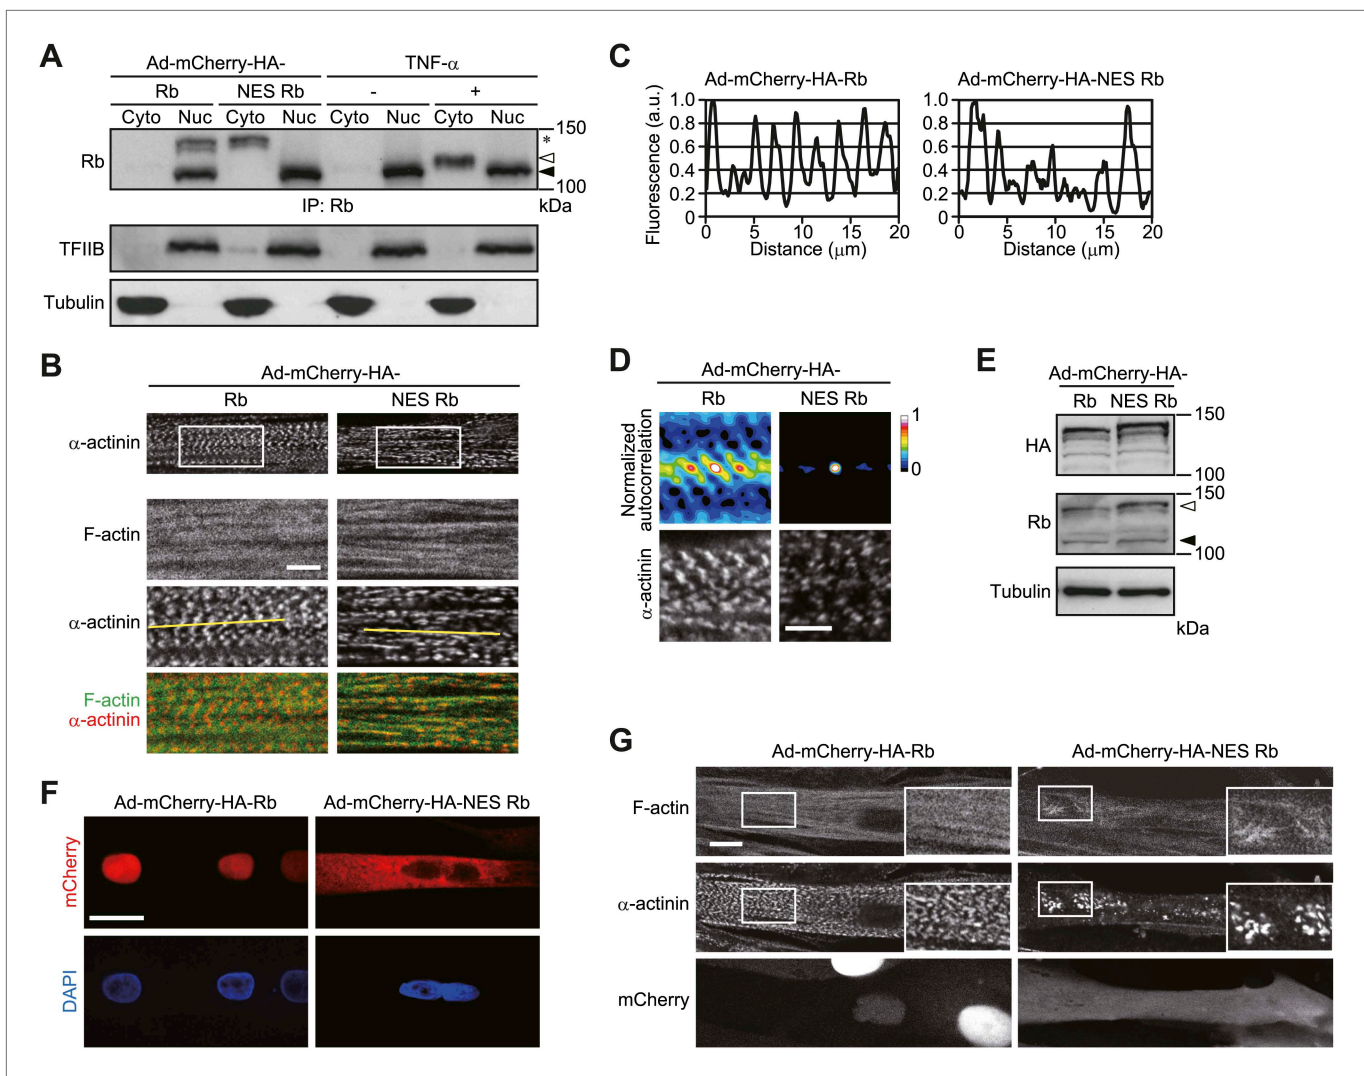 A
Ad-mCherry-HA-
TNF-α
Rb
NES Rb
-
+
Cyto Nuc Cyto Nuc Cyto Nuc Cyto Nuc
Rb
150
*
100
IP: Rb
kDa
TFIIB
Tubulin
B
Ad-mCherry-HA-
Rb
NES Rb
α-actinin
F-actin
α-actinin
F-actin
α-actinin
C
Ad-mCherry-HA-Rb
Ad-mCherry-HA-NES Rb
Fluorescence (a.u.)
1.0
0.8
0.6
0.4
0.2
0
0 5 10 15 20
Distance (μm)
1.0
0.8
0.6
0.4
0.2
0
0 5 10 15 20
Distance (μm)
D
Ad-mCherry-HA-
Rb
NES Rb
Normalized
autocorrelation
1
0
α-actinin
E
Ad-mCherry-HA-
Rb NES Rb
HA
150
100
Rb
150
100
Tubulin
kDa
F
Ad-mCherry-HA-Rb
Ad-mCherry-HA-NES Rb
mCherry
DAPI
G
Ad-mCherry-HA-Rb
Ad-mCherry-HA-NES Rb
F-actin
α-actinin
mCherry